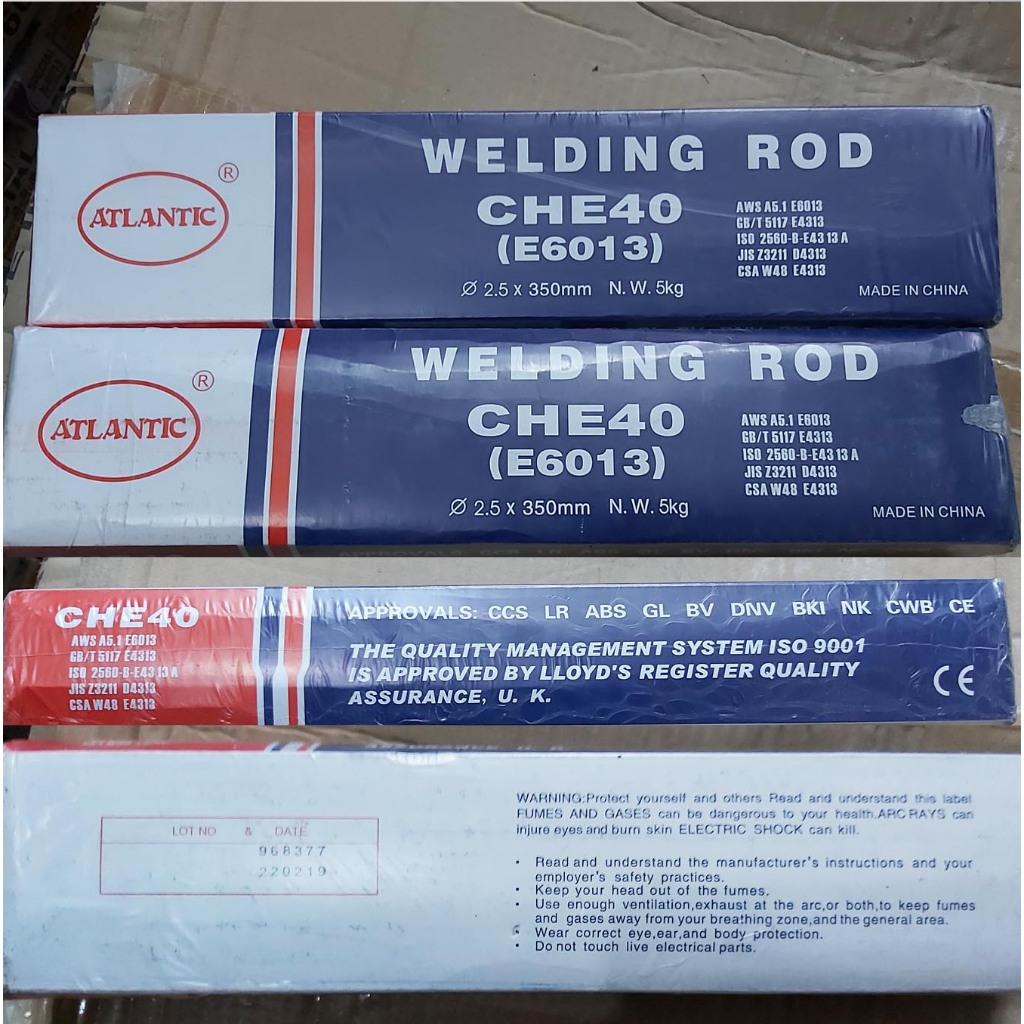 ATLANTIC
®
WELDING ROD
CHE40
(E6013)
Ø 2.5 x 350mm N. W. 5kg
AWS A5.1 E6013
GB/T 5117 E4313
ISO 2560-B-E43 13 A
JIS Z3211 D4313
CSA W48 E4313
MADE IN CHINA
ATLANTIC
®
WELDING ROD
CHE40
(E6013)
Ø 2.5 x 350mm N. W. 5kg
AWS A5.1 E6013
GB/T 5117 E4313
ISO 2560-B-E43 13 A
JIS Z3211 D4313
CSA W48 E4313
MADE IN CHINA
CHE40
AWS A5.1 E6013
GB/T 5117 E4313
ISO 2560-B-E43 13 A
JIS Z3211 D4313
CSA W48 E4313
APPROVALS: CCS LR ABS GL BV DNV BKI NK CWB CE
THE QUALITY MANAGEMENT SYSTEM ISO 9001
IS APPROVED BY LLOYD'S REGISTER QUALITY
ASSURANCE, U. K.
CE
LOT NO & DATE
968377
220219
WARNING:Protect yourself and others Read and understand this label
FUMES AND GASES can be dangerous to your health.ARC RAYS can
injure eyes and burn skin ELECTRIC SHOCK can kill.
• Read and understand the manufacturer's instructions and your
employer's safety practices.
• Keep your head out of the fumes.
• Use enough ventilation,exhaust at the arc,or both,to keep fumes
and gases away from your breathing zone,and the general area.
• Wear correct eye,ear,and body protection.
• Do not touch live electrical parts.